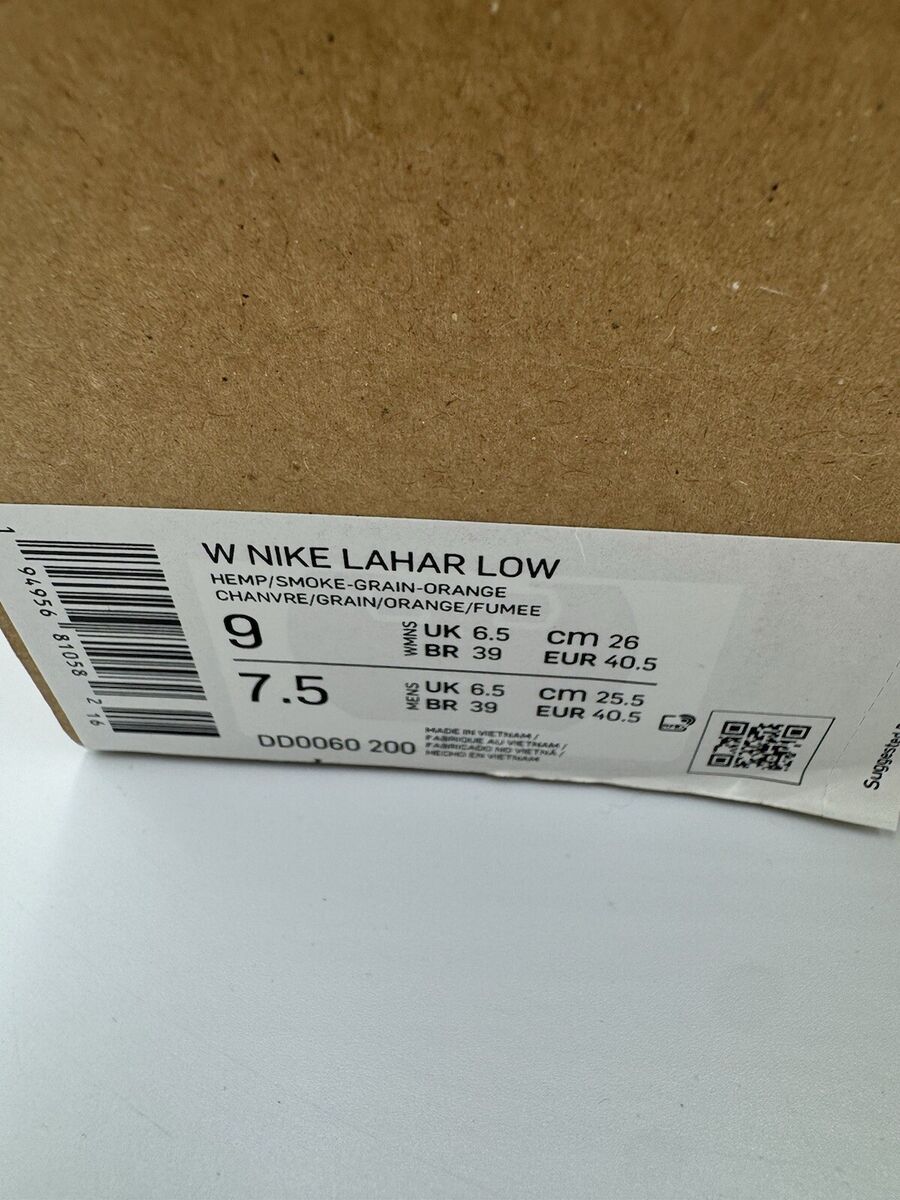 W NIKE LAHAR LOW
HEMP/SMOKE-GRAIN-ORANGE
CHANVRE/GRAIN/ORANGE/FUMEE
9 WMNS UK 6.5 cm 26
BR 39 EUR 40.5
7.5 MENS UK 6.5 cm 25.5
BR 39 EUR 40.5
DD0060 200
MADE IN VIETNAM /
FABRIQUE AU VIETNAM /
FABRICADO NO VIETNÃ /
HECHO EN VIETNAM
1 94956 81058 2 16
Suggested